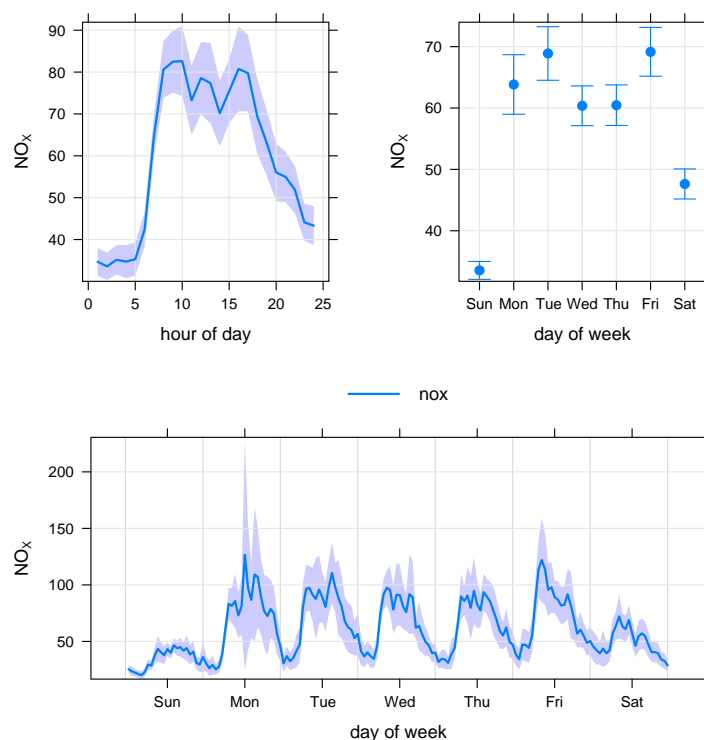 90
80
70
60
50
40
NOX
0 5 10 15 20 25
hour of day
70
60
50
40
NOX
Sun Mon Tue Wed Thu Fri Sat
day of week
nox
200
150
100
50
NOX
Sun Mon Tue Wed Thu Fri Sat
day of week